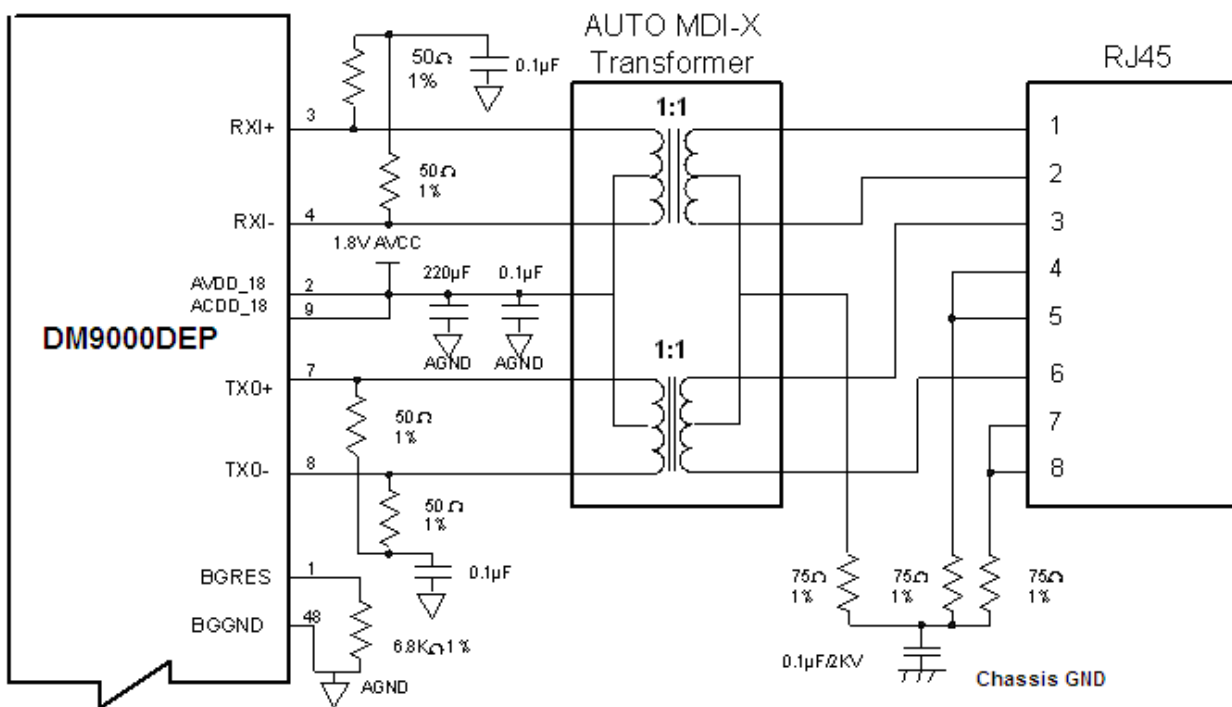 AUTO MDI-X
Transformer
RJ45
50Ω
1%
0.1µF
1:1
RXI+
3
1
50Ω
1%
2
RXI-
4
3
1.8V AVCC
4
AVDD_18
2
220µF
0.1µF
ACDD_18
9
5
DM9000DEP
AGND
AGND
1:1
6
TX0+
7
50Ω
1%
7
TX0-
8
8
50Ω
1%
BGRES
1
0.1µF
75Ω
1%
75Ω
1%
75Ω
1%
BGGND
48
6.8KΩ 1%
0.1µF/2KV
AGND
Chassis GND